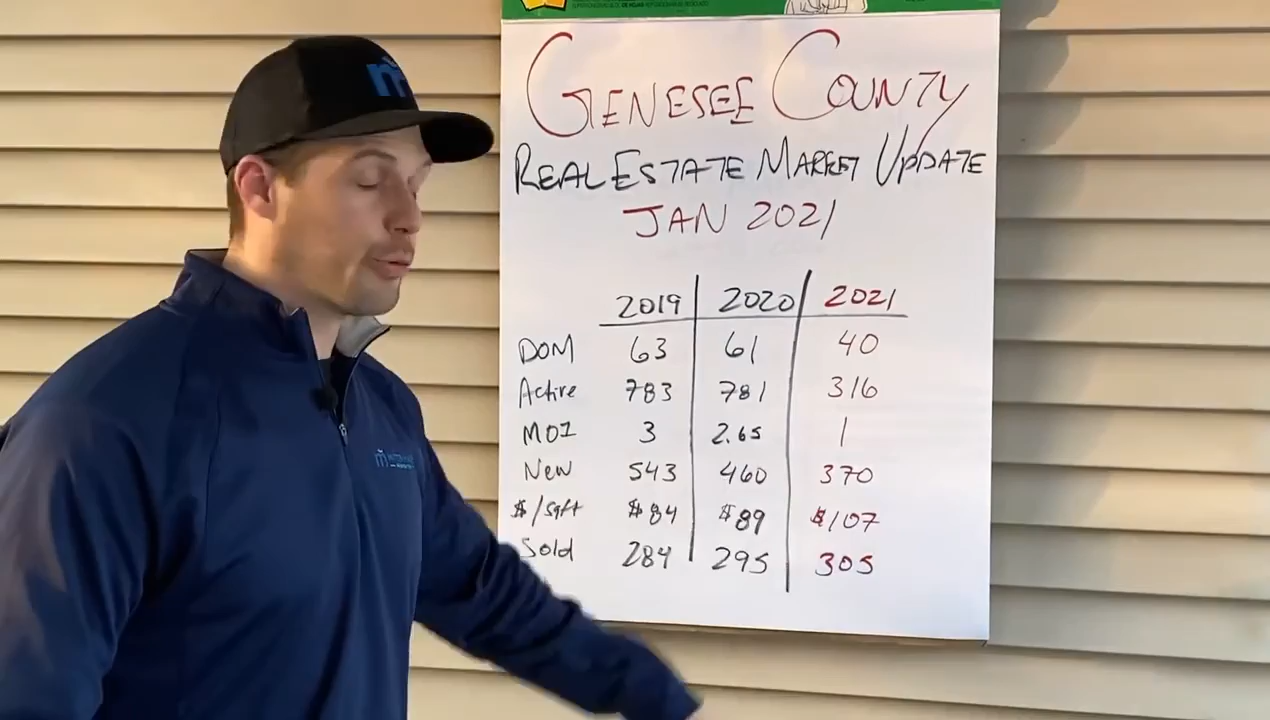 GENESEE COUNTY
REAL ESTATE MARKET UPDATE
JAN 2021
2019 2020 2021
DOM 63 61 40
Active 783 781 316
MOI 3 2.65 1
New 543 460 370
$/Sqft $84 $89 $107
Sold 284 295 305